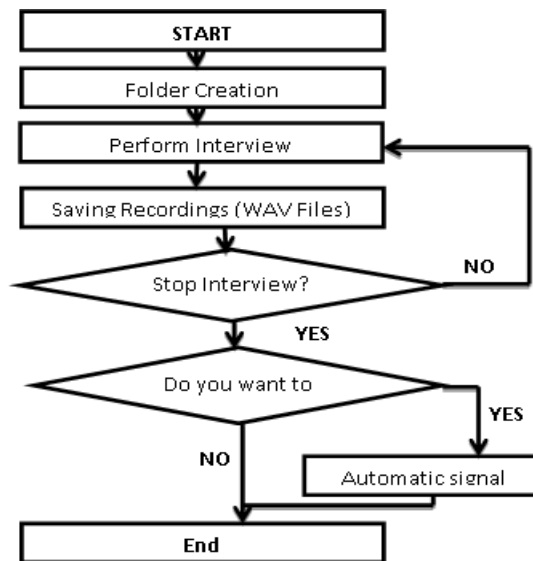 START
Folder Creation
Perform Interview
Saving Recordings (WAV Files)
Stop Interview?
NO
YES
Do you want to
YES
NO
Automatic signal
End